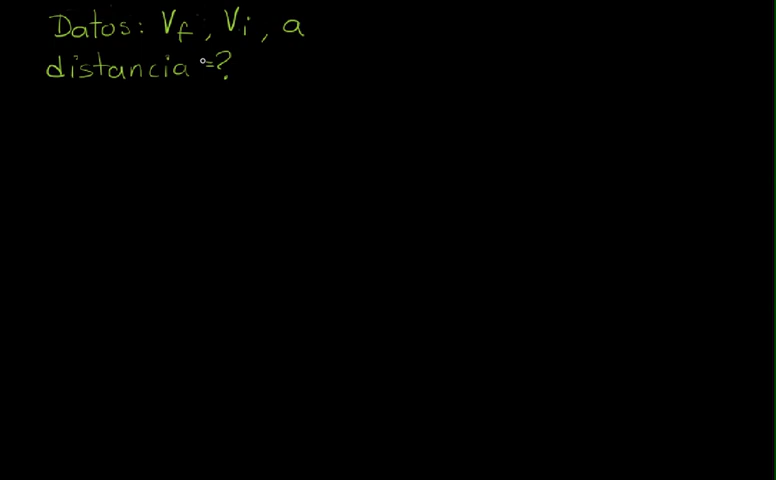 Datos: Vf, Vi, a
distancia =?